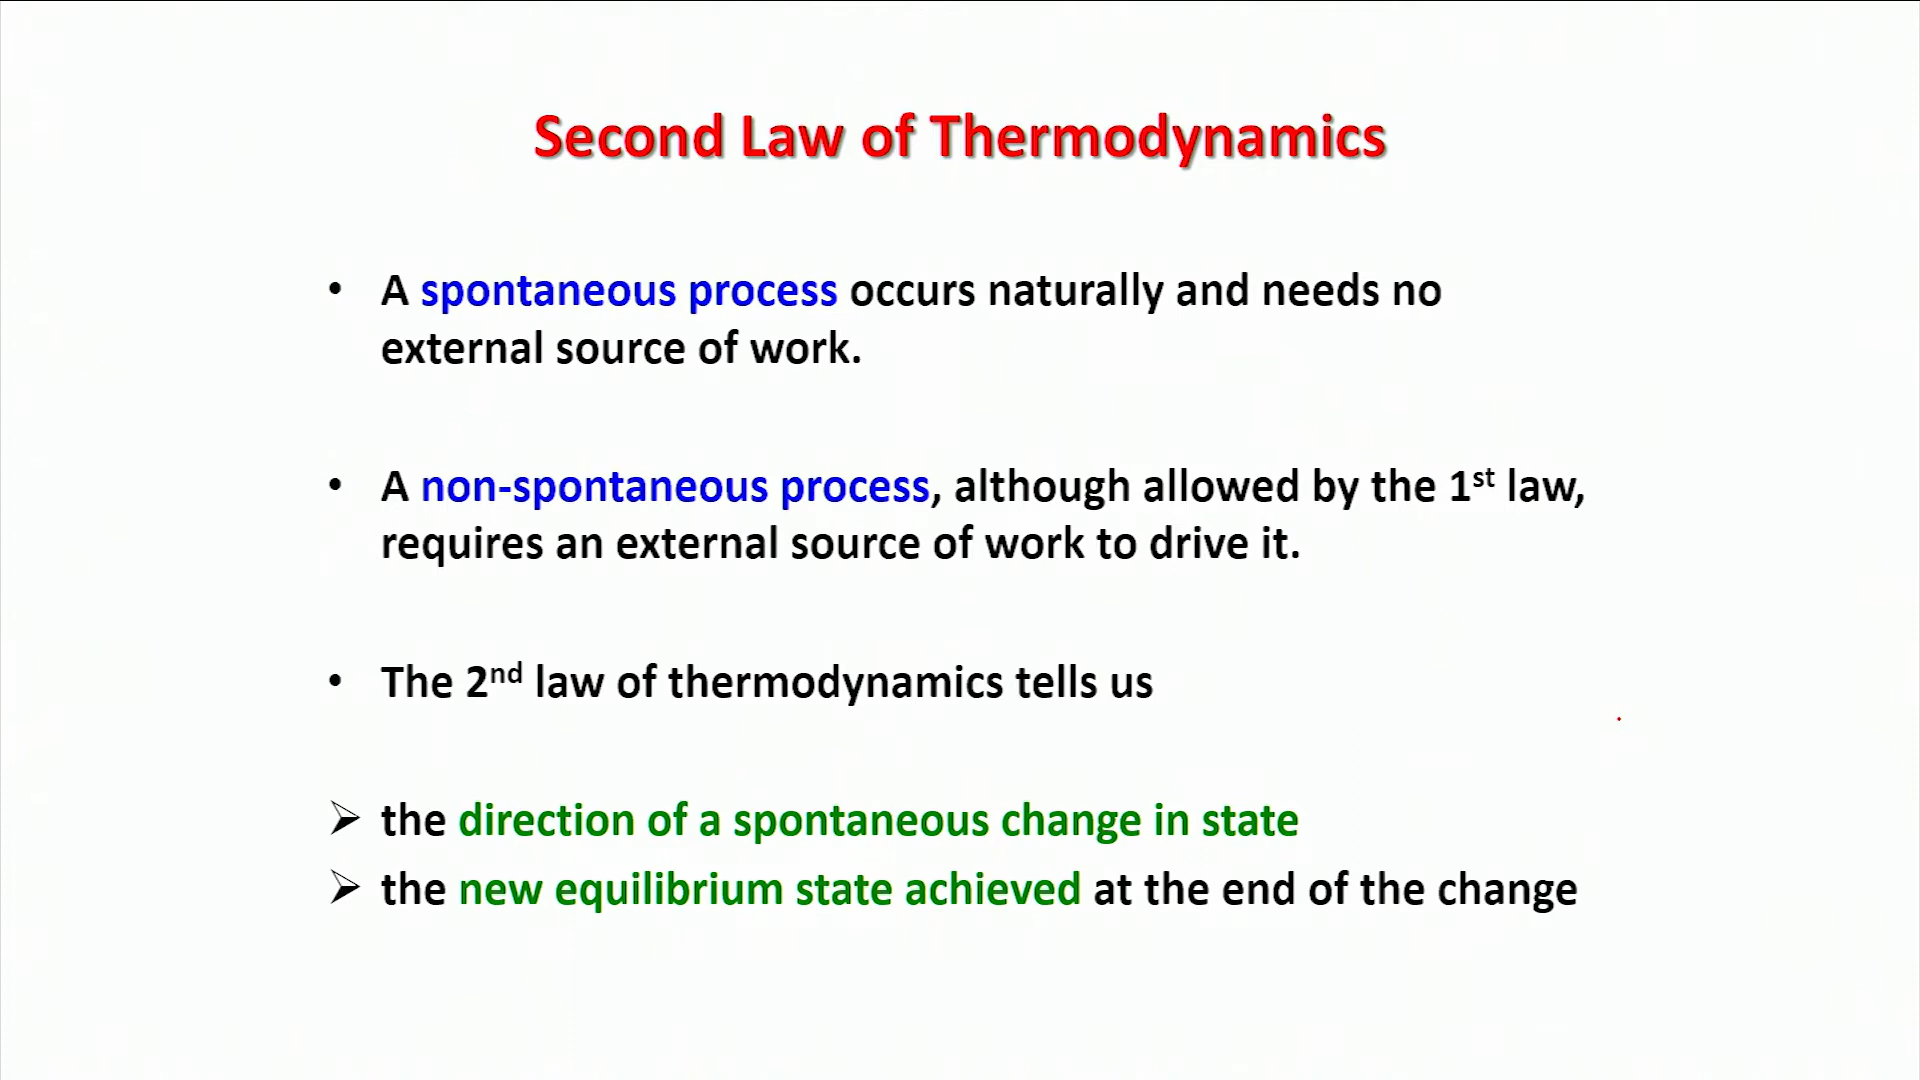 Second Law of Thermodynamics
• A spontaneous process occurs naturally and needs no
external source of work.
• A non-spontaneous process, although allowed by the 1st law,
requires an external source of work to drive it.
• The 2nd law of thermodynamics tells us
➢ the direction of a spontaneous change in state
➢ the new equilibrium state achieved at the end of the change